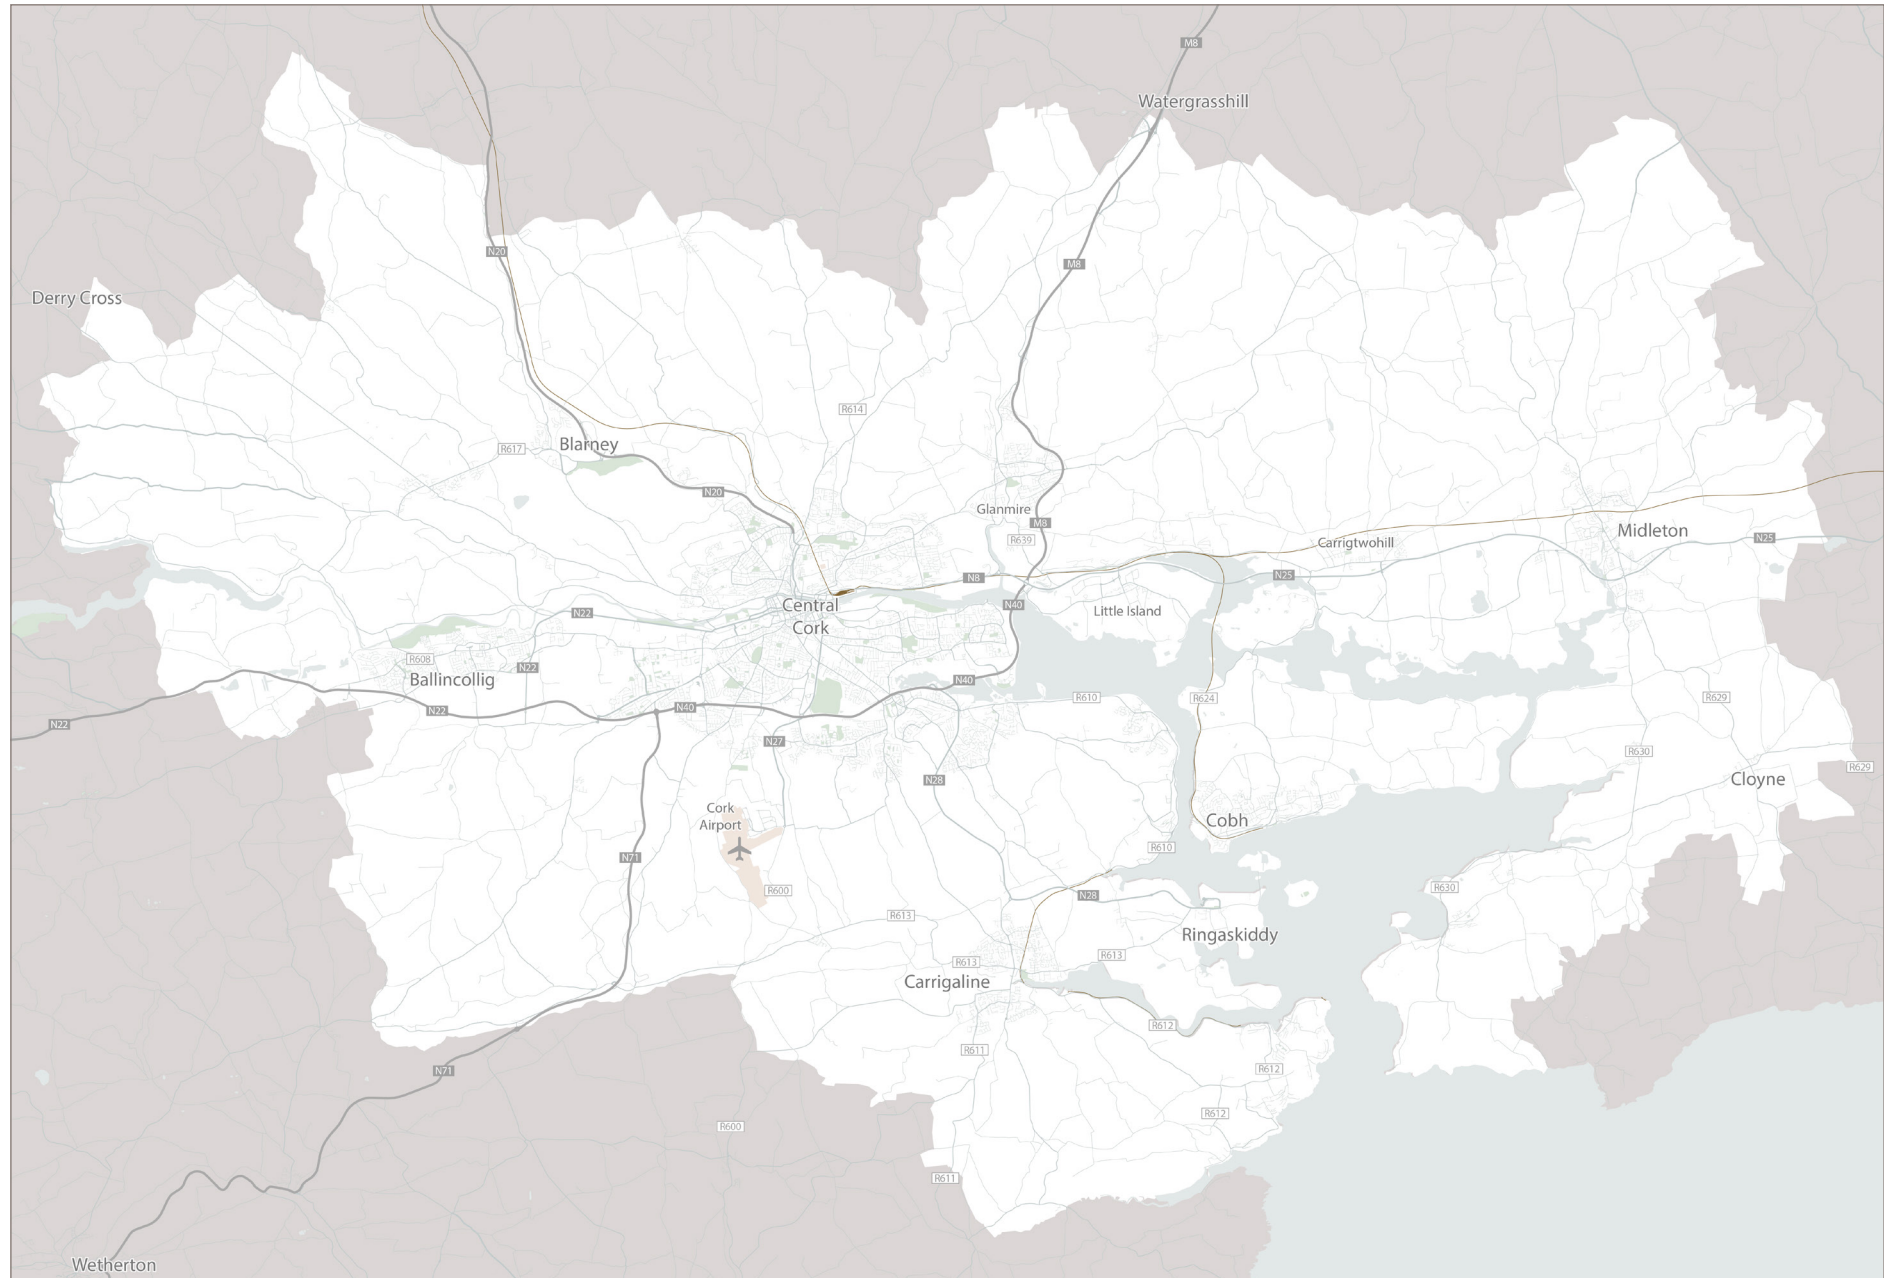 M8
Watergrasshill
N20
M8
Derry Cross
R614
Blarney
R617
N20
Glanmire
M8
R639
Carrigtwohill
Midleton
N25
N8
N25
Central
Cork
N40
Little Island
N22
R608
N22
Ballincollig
N40
R610
R624
R629
N22
N22
N40
N27
R630
R629
N28
Cloyne
Cork
Airport
Cobh
R610
N71
R600
N28
R630
R613
Ringaskiddy
R613
R613
Carrigaline
R612
R611
N71
R612
R612
R600
R611
Wetherton